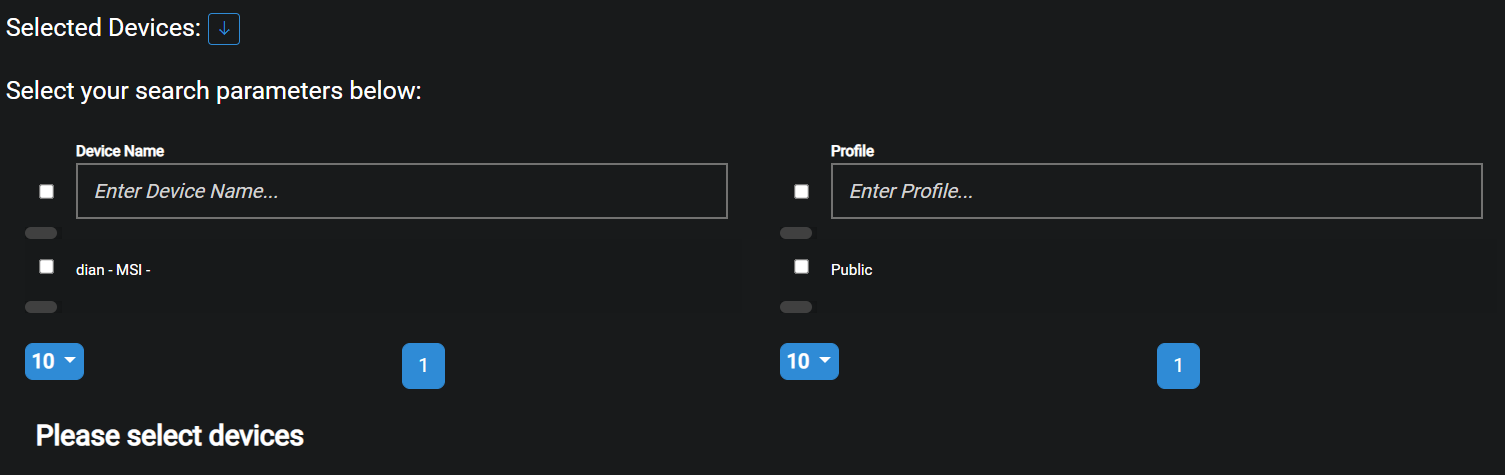 Selected Devices:
Select your search parameters below:
Device Name
Profile
Enter Device Name...
Enter Profile...
dian - MSI -
Public
10
1
10
1
Please select devices